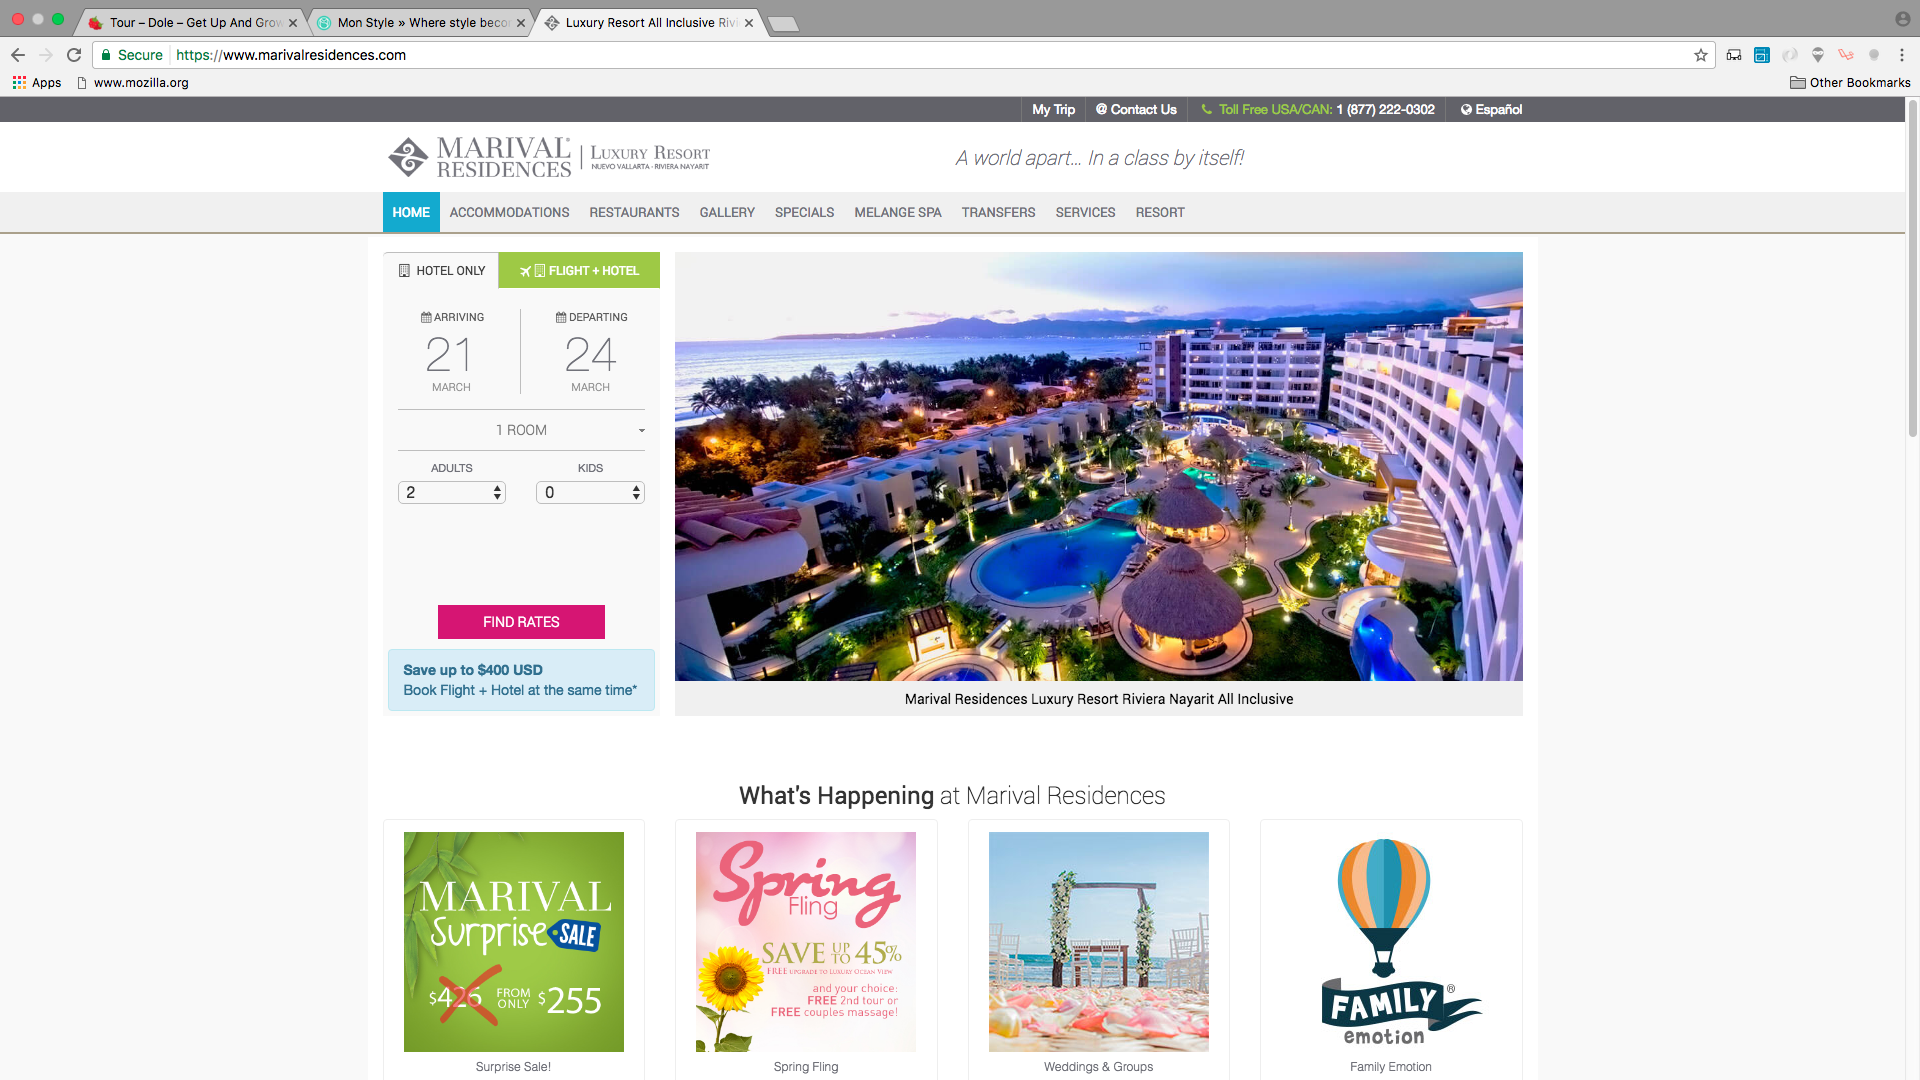 Tour – Dole – Get Up And Grow
Mon Style » Where style beco
Luxury Resort All Inclusive Rivi
Secure
https://www.marivalresidences.com
Apps
www.mozilla.org
Other Bookmarks
My Trip
@ Contact Us
Toll Free USA/CAN: 1 (877) 222-0302
Español
MARIVAL®
RESIDENCES
LUXURY RESORT
NUEVO VALLARTA - RIVIERA NAYARIT
A world apart... In a class by itself!
HOME
ACCOMMODATIONS
RESTAURANTS
GALLERY
SPECIALS
MELANGE SPA
TRANSFERS
SERVICES
RESORT
HOTEL ONLY
FLIGHT + HOTEL
ARRIVING
21
MARCH
DEPARTING
24
MARCH
1 ROOM
ADULTS
2
KIDS
0
FIND RATES
Save up to $400 USD
Book Flight + Hotel at the same time*
Marival Residences Luxury Resort Riviera Nayarit All Inclusive
What's Happening at Marival Residences
MARIVAL
Surprise SALE
$426 FROM ONLY $255
Surprise Sale!
Spring
Fling
SAVE UP TO 45%
FREE UPGRADE TO LUXURY OCEAN VIEW
and your choice:
FREE 2nd tour or
FREE couples massage!
Spring Fling
Weddings & Groups
FAMILY®
emotion
Family Emotion